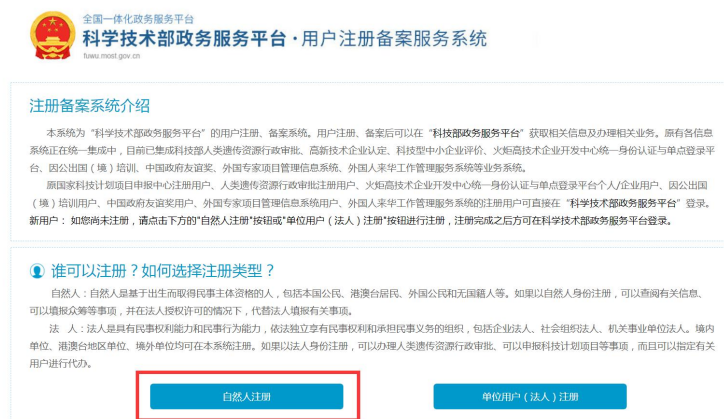 全国一体化政务服务平台
科学技术部政务服务平台·用户注册备案服务系统
fuwu.most.gov.cn
注册备案系统介绍
本系统为“科学技术部政务服务平台”的用户注册、备案系统。用户注册、备案后可以在“科技部政务服务平台”获取相关信息及办理相关业务。原有各信息
系统正在统一集成中，目前已集成科技部人类遗传资源行政审批、高新技术企业认定、科技型中小企业评价、火炬高技术企业开发中心统一身份认证与单点登录平
台、因公出国（境）培训、中国政府友谊奖、外国专家项目管理信息系统、外国人来华工作管理服务系统等业务系统。
原国家科技计划项目申报中心注册用户、人类遗传资源行政审批注册用户、火炬高技术企业开发中心统一身份认证与单点登录平台个人/企业用户、因公出国
（境）培训用户、中国政府友谊奖用户、外国专家项目管理信息系统用户、外国人来华工作管理服务系统的注册用户可直接在“科学技术部政务服务平台”登录。
新用户：如您尚未注册，请点击下方的"自然人注册"按钮或"单位用户（法人）注册"按钮进行注册，注册完成之后方可在科学技术部政务服务平台登录。
谁可以注册？如何选择注册类型？
自然人：自然人是基于出生而取得民事主体资格的人，包括本国公民、港澳台居民、外国公民和无国籍人等。如果以自然人身份注册，可以查阅有关信息、
可以填报众筹等事项，并在法人授权许可的情况下，代替法人填报有关事项。
法　人：法人是具有民事权利能力和民事行为能力，依法独立享有民事权利和承担民事义务的组织，包括企业法人、社会组织法人、机关事业单位法人。境内
单位、港澳台地区单位、境外单位均可在本系统注册。如果以法人身份注册，可以办理人类遗传资源行政审批、可以申报科技计划项目等事项，而且可以指定有关
用户进行代办。
自然人注册
单位用户（法人）注册